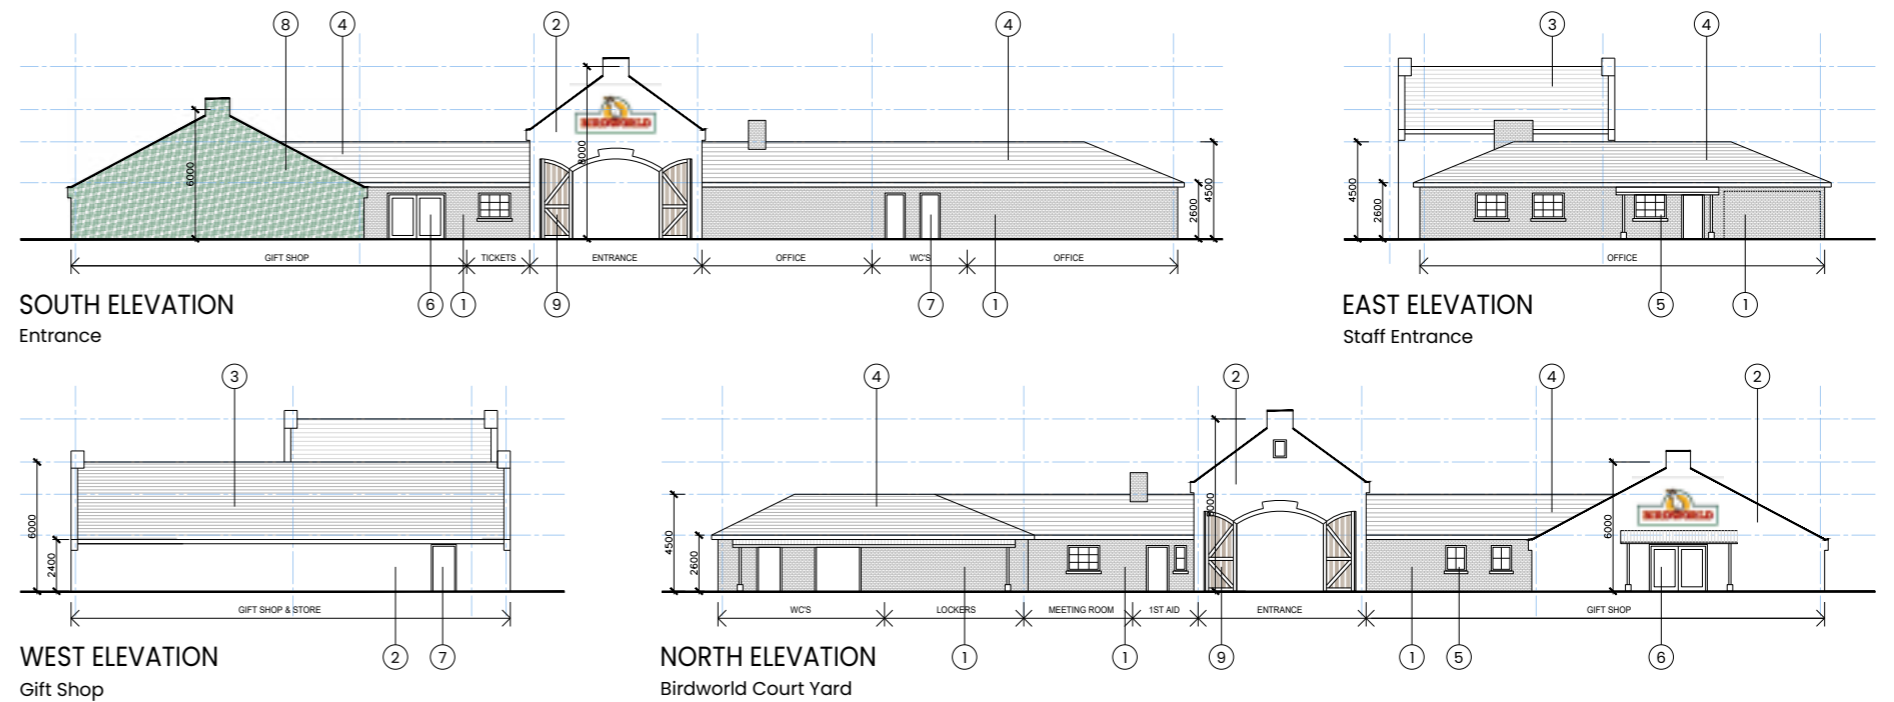 8 4 2 4 3 4
BIRDWORLD
6000 8000 2600 4500 4500 2600
GIFT SHOP TICKETS ENTRANCE OFFICE WC'S OFFICE OFFICE
6 1 9 7 1 5 1
SOUTH ELEVATION
Entrance
EAST ELEVATION
Staff Entrance
3 4 2 4 2
BIRDWORLD
6000 2400 4500 2600 8000 6000
GIFT SHOP & STORE WC'S LOCKERS MEETING ROOM 1ST AID ENTRANCE GIFT SHOP
2 7 1 1 9 1 5 6
WEST ELEVATION
Gift Shop
NORTH ELEVATION
Birdworld Court Yard